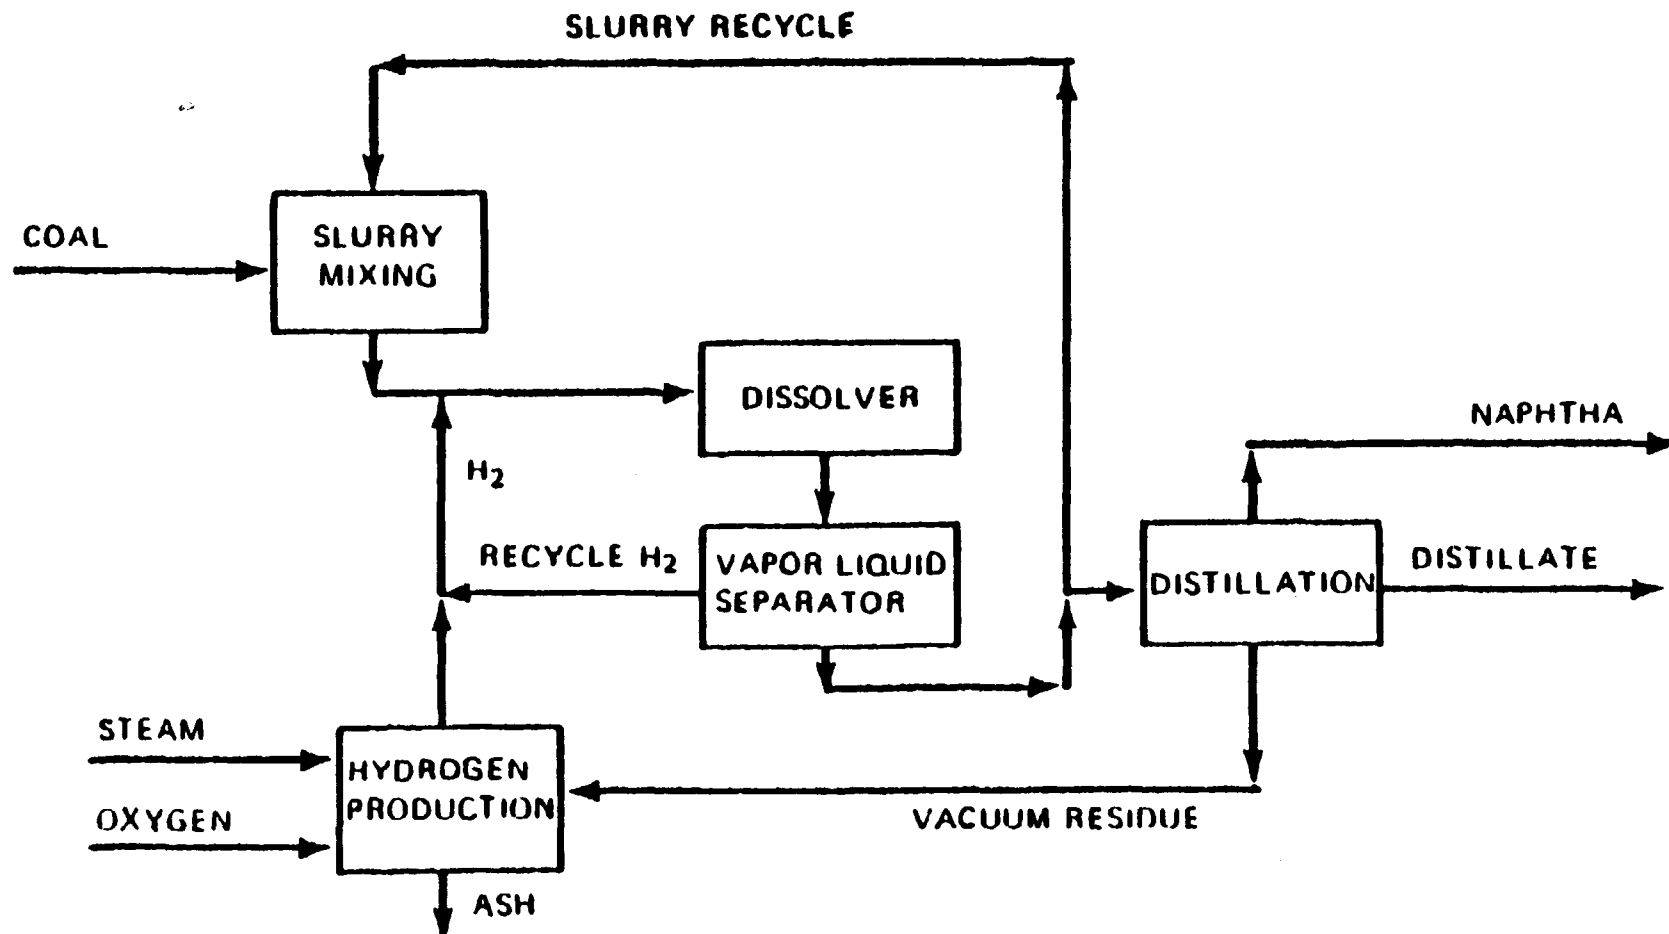 SLURRY RECYCLE
COAL
SLURRY
MIXING
DISSOLVER
NAPHTHA
H2
RECYCLE H2
VAPOR LIQUID
SEPARATOR
DISTILLATION
DISTILLATE
STEAM
HYDROGEN
PRODUCTION
OXYGEN
VACUUM RESIDUE
ASH